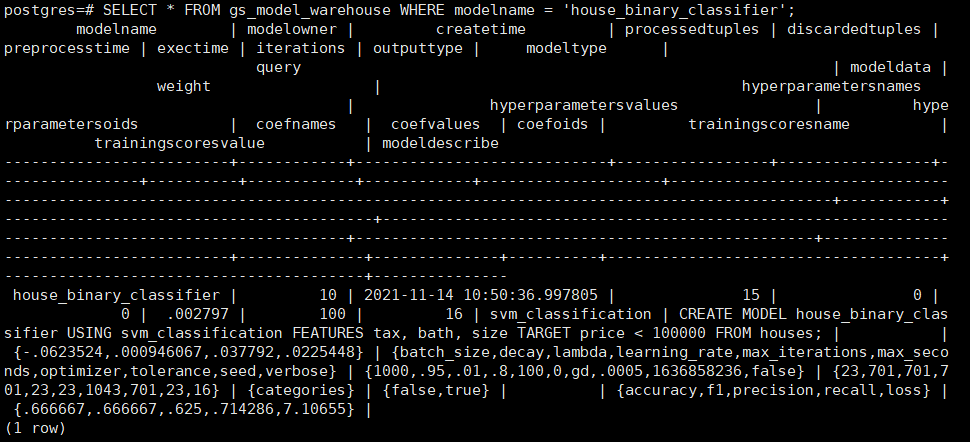 postgres=# SELECT * FROM gs_model_warehouse WHERE modelname = 'house_binary_classifier';
        modelname        | modelowner |         createtime         | processedtuples | discardedtuples |
preprocesstime | exectime | iterations | outputtype |     modeltype      |
                            query                                                            | modeldata |
                 weight                  |                                        hyperparametersnames
                                      |               hyperparametersvalues               |          hype
rparametersoids          |  coefnames   |  coefvalues  | coefoids |         trainingscoresname          |
          trainingscoresvalue           | modeldescribe
-------------------------+------------+----------------------------+-----------------+-----------------+-
---------------+----------+------------+------------+--------------------+-------------------------------
--------------------------------------------------------------------------------------------+-----------+
-----------------------------------------+---------------------------------------------------------------
--------------------------------------+---------------------------------------------------+--------------
-------------------------+--------------+--------------+----------+-------------------------------------+
----------------------------------------+---------------
 house_binary_classifier |         10 | 2021-11-14 10:50:36.997805 |              15 |               0 |
             0 |  .002797 |        100 |         16 | svm_classification | CREATE MODEL house_binary_clas
sifier USING svm_classification FEATURES tax, bath, size TARGET price < 100000 FROM houses; |           |
 {-.0623524,.000946067,.037792,.0225448} | {batch_size,decay,lambda,learning_rate,max_iterations,max_seco
nds,optimizer,tolerance,seed,verbose} | {1000,.95,.01,.8,100,0,gd,.0005,1636858236,false} | {23,701,701,7
01,23,23,1043,701,23,16} | {categories} | {false,true} |          | {accuracy,f1,precision,recall,loss} |
 {.666667,.666667,.625,.714286,7.10655} |
(1 row)